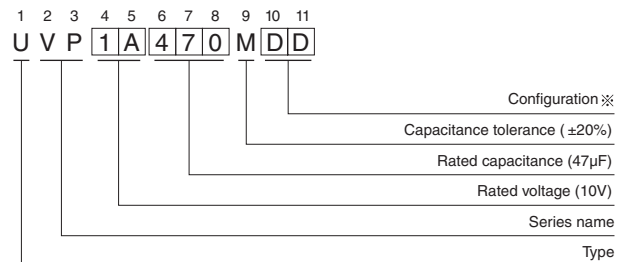 1 2 3 4 5 6 7 8 9 10 11
U V P 1 A 4 7 0 M D D
Configuration※
Capacitance tolerance ( ±20%)
Rated capacitance (47µF)
Rated voltage (10V)
Series name
Type